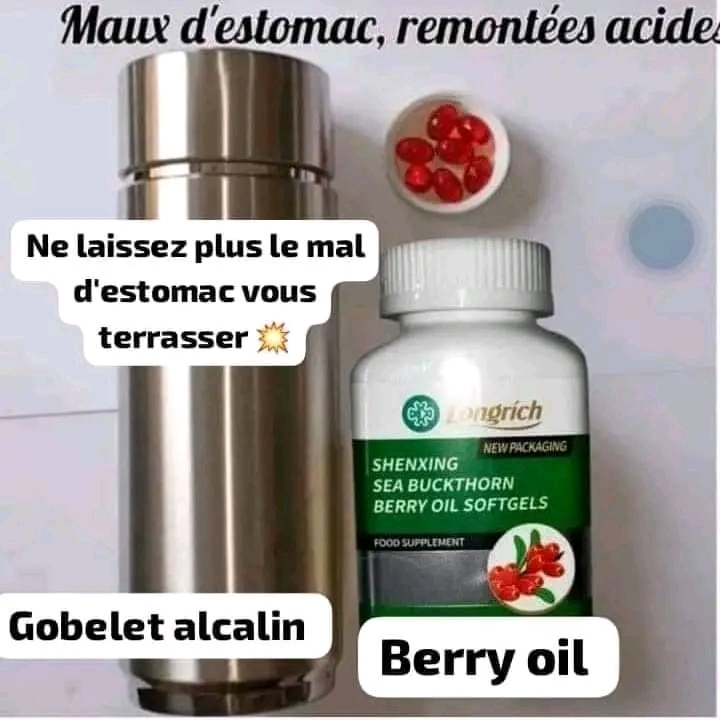 Maux d'estomac, remontées acides
Ne laissez plus le mal
d'estomac vous
terrasser 💥
Longrich
NEW PACKAGING
SHENXING
SEA BUCKTHORN
BERRY OIL SOFTGELS
FOOD SUPPLEMENT
Gobelet alcalin
Berry oil